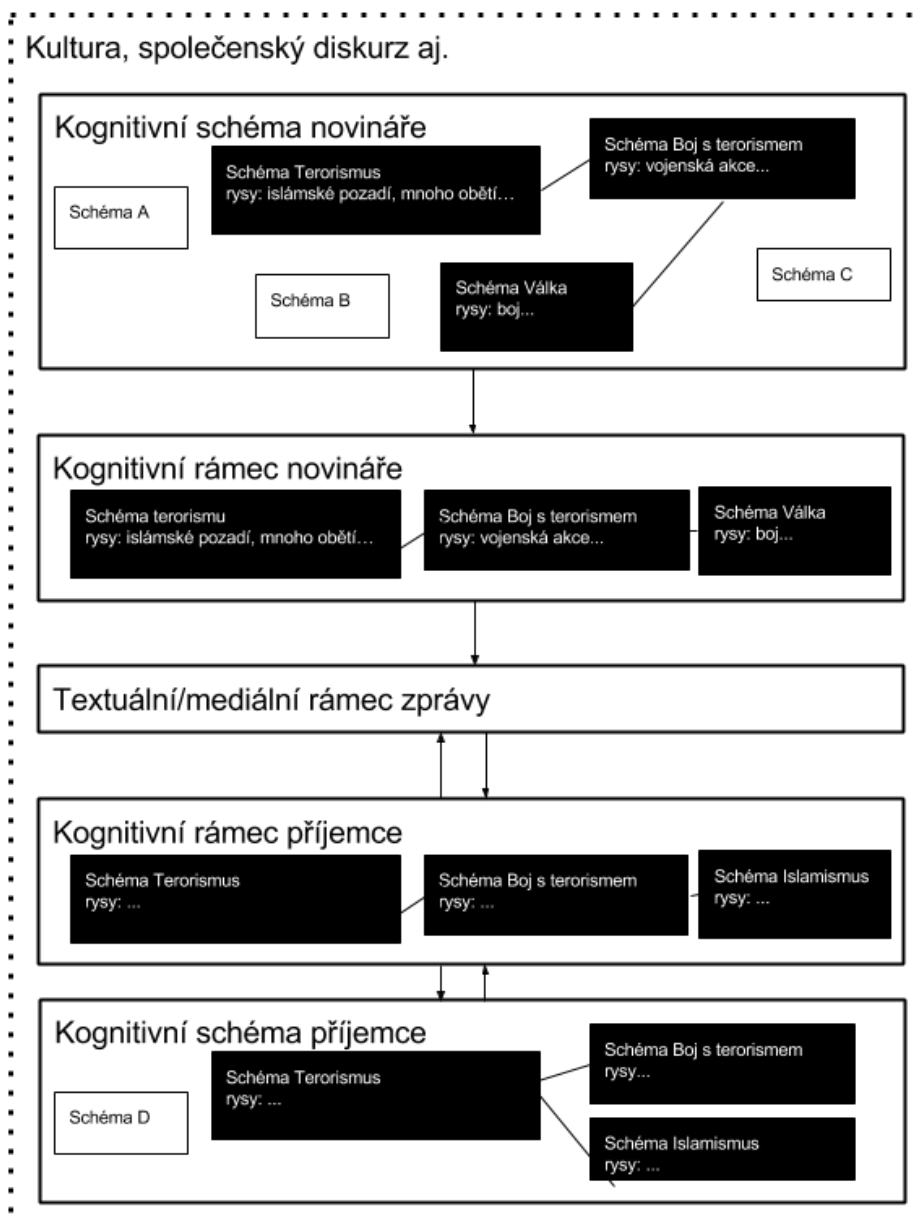 Kultura, společenský diskurz aj.
Kognitivní schéma novináře
Schéma Boj s terorismem
rysy: vojenská akce...
Schéma Terorismus
rysy: islámské pozadí, mnoho obětí…
Schéma A
Schéma C
Schéma B
Schéma Válka
rysy: boj...
Kognitivní rámec novináře
Schéma terorismu
rysy: islámské pozadí, mnoho obětí…
Schéma Boj s terorismem
rysy: vojenská akce...
Schéma Válka
rysy: boj...
Textuální/mediální rámec zprávy
Kognitivní rámec příjemce
Schéma Terorismus
rysy: ...
Schéma Boj s terorismem
rysy: ...
Schéma Islamismus
rysy: ...
Kognitivní schéma příjemce
Schéma Boj s terorismem
rysy...
Schéma Terorismus
rysy: ...
Schéma D
Schéma Islamismus
rysy: ...